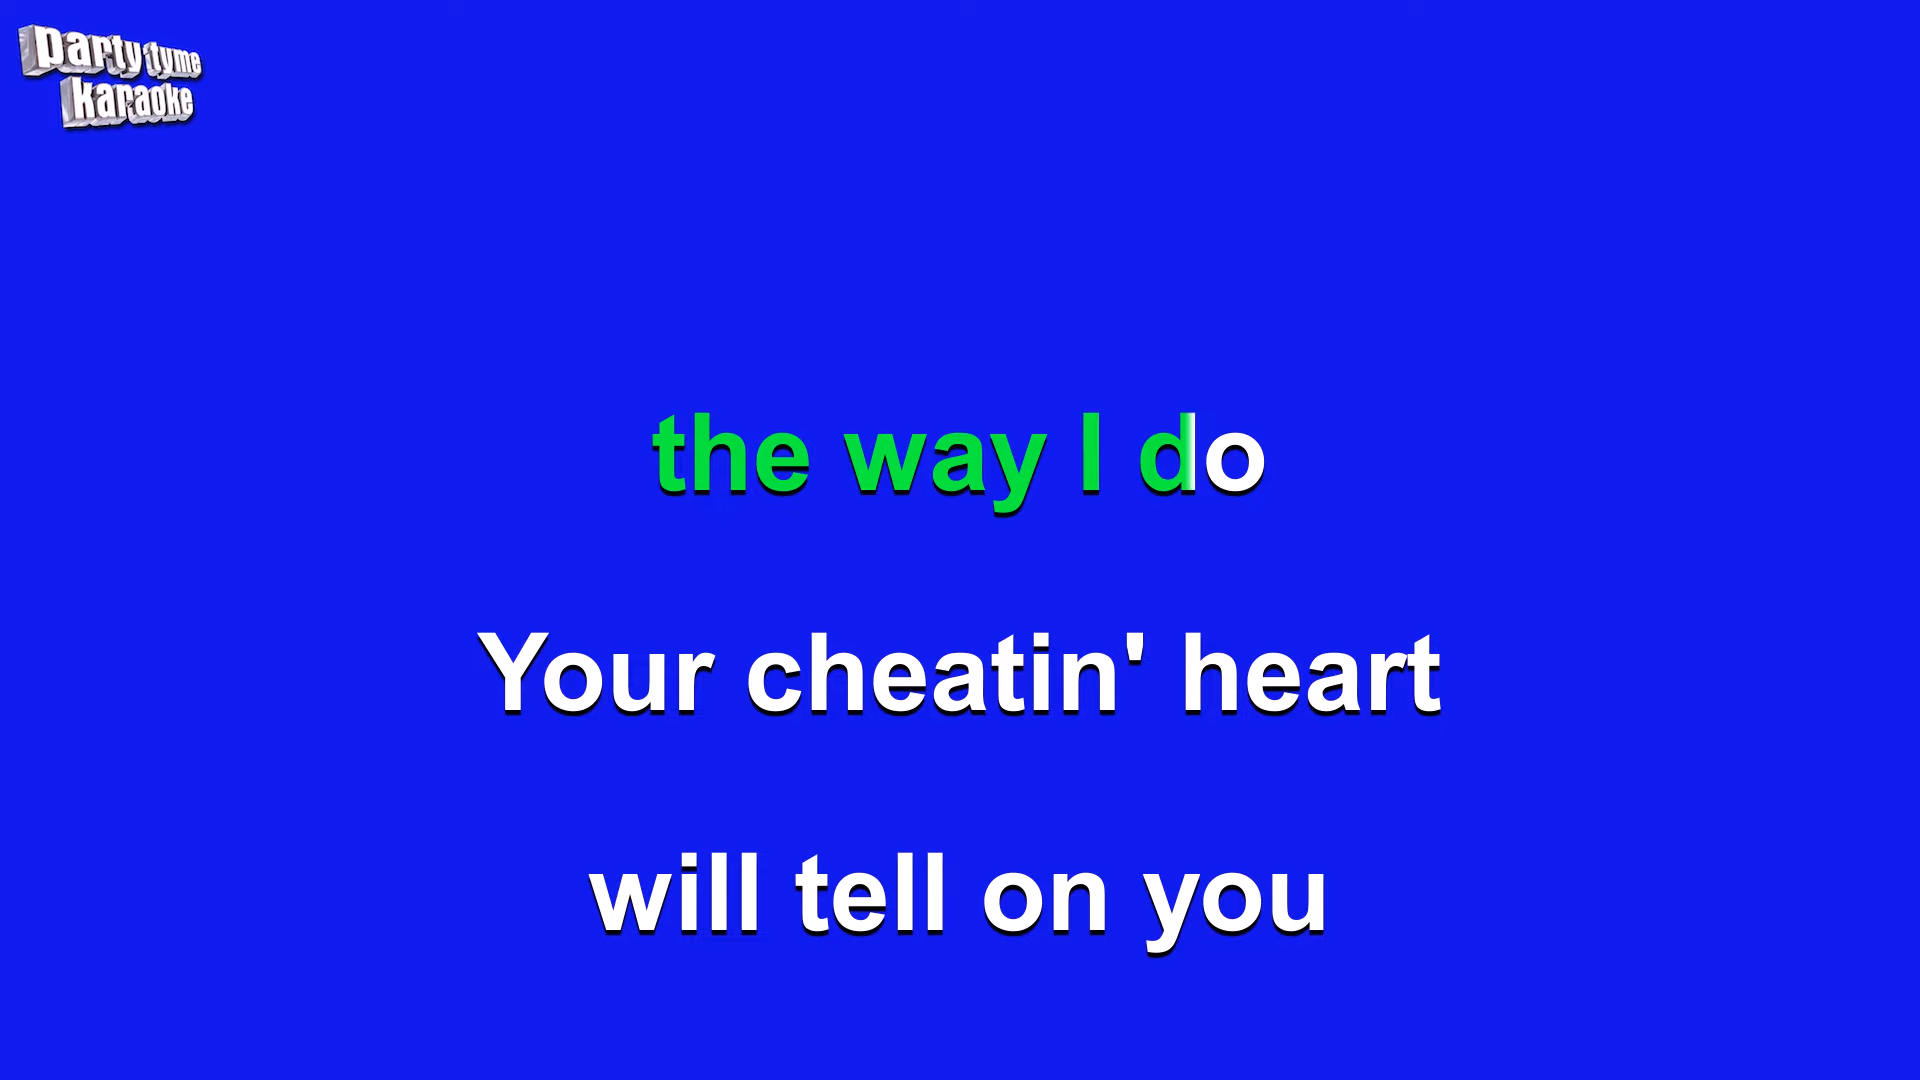 party tyme
karaoke
the way I do
Your cheatin' heart
will tell on you